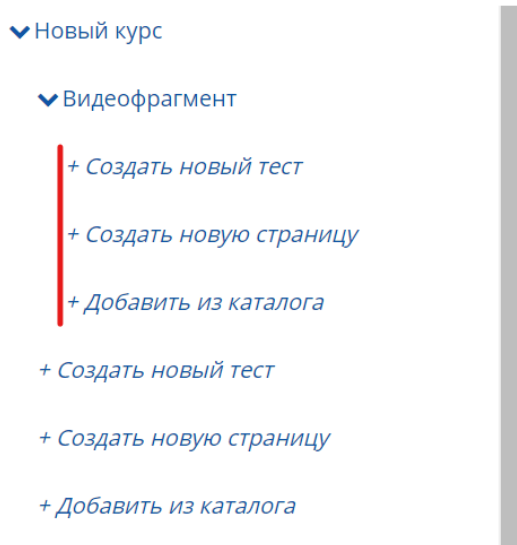 Новый курс
Видеофрагмент
+ Создать новый тест
+ Создать новую страницу
+ Добавить из каталога
+ Создать новый тест
+ Создать новую страницу
+ Добавить из каталога